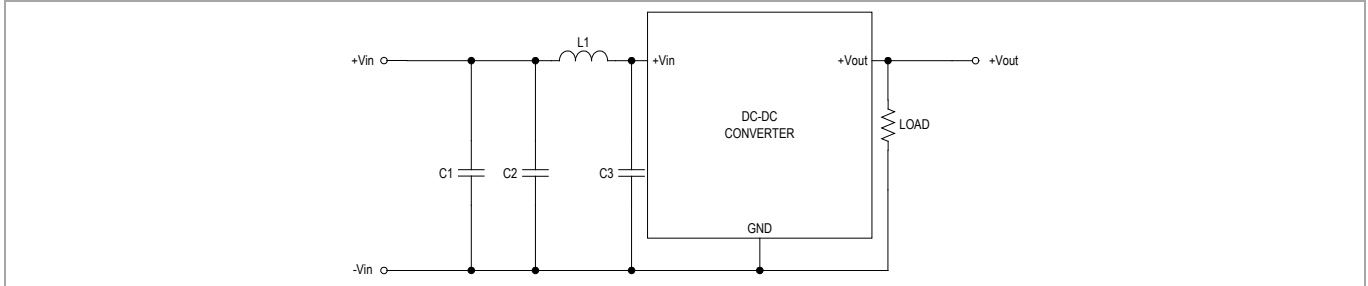 L1
+Vin
+Vin
+Vout
+Vout
DC-DC
CONVERTER
LOAD
C1
C2
C3
GND
-Vin